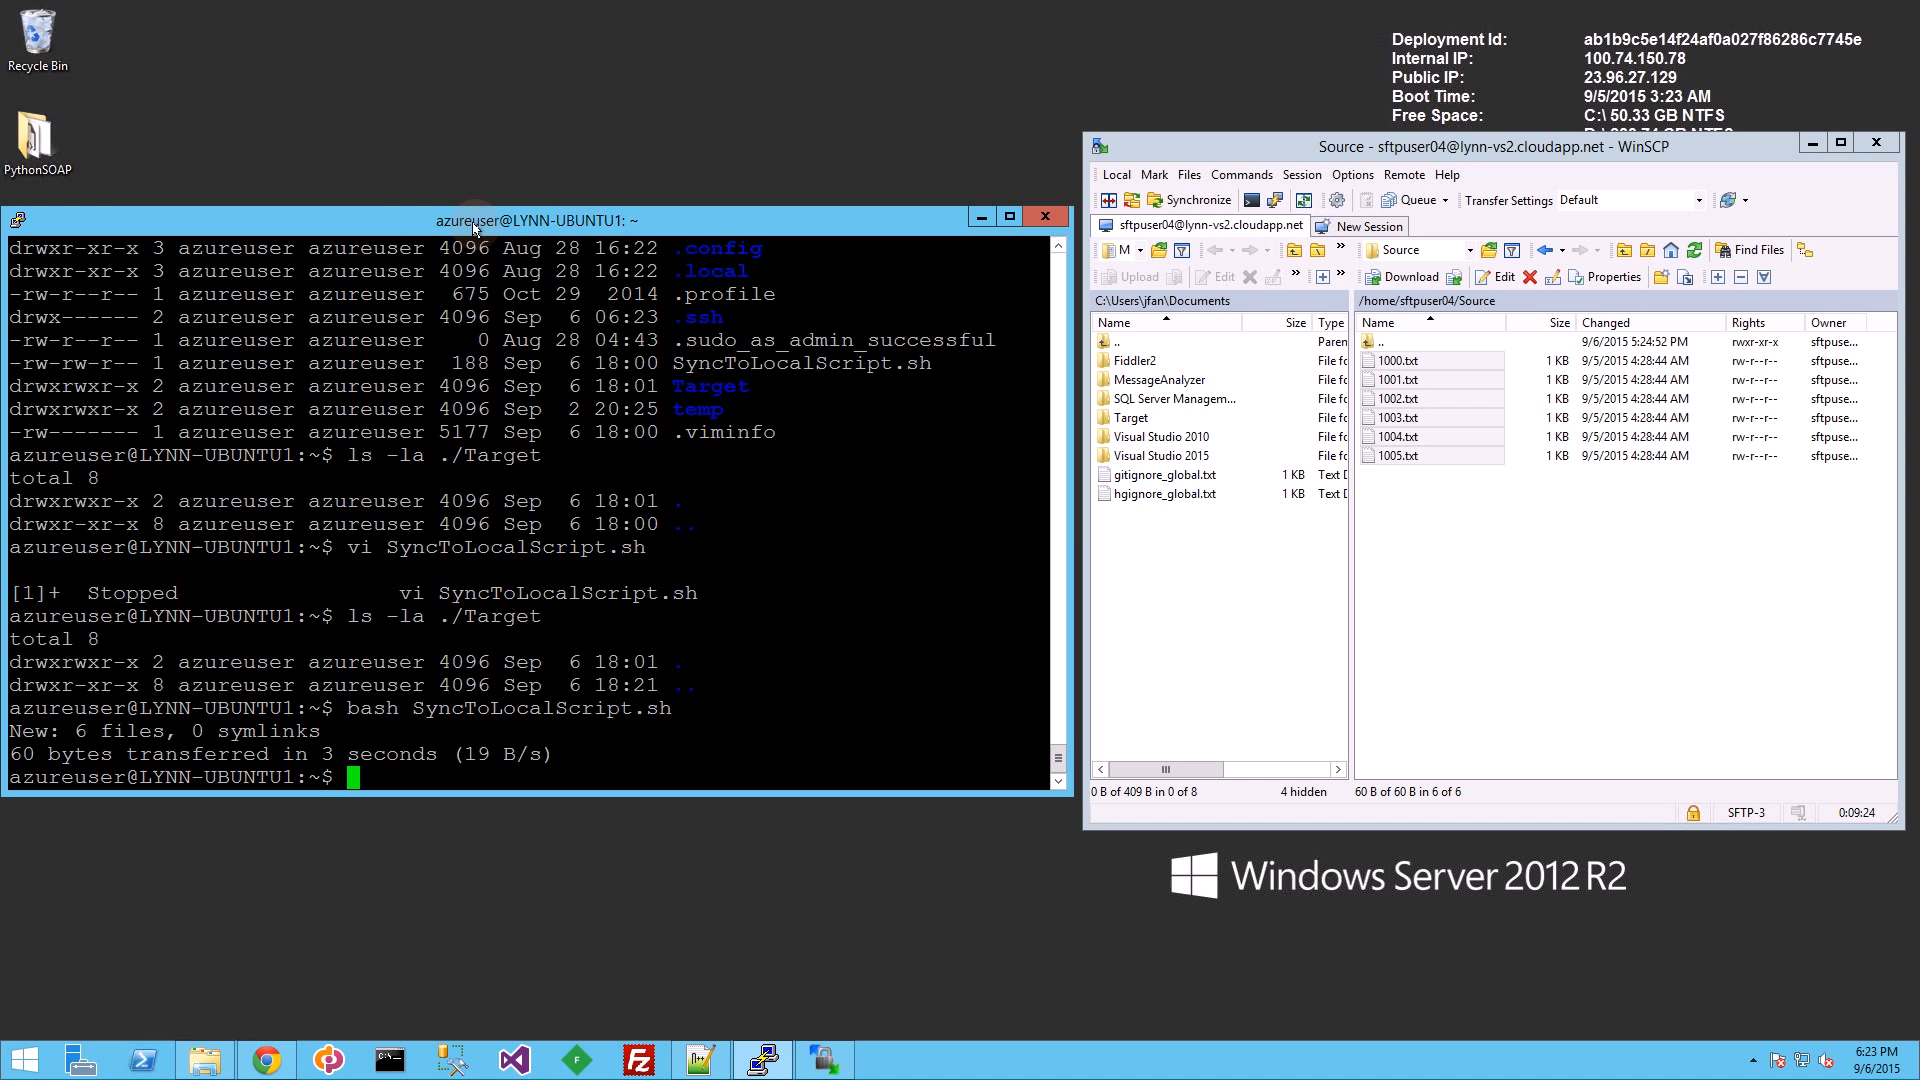 Recycle Bin
PythonSOAP
Deployment Id: ab1b9c5e14f24af0a027f86286c7745e
Internal IP: 100.74.150.78
Public IP: 23.96.27.129
Boot Time: 9/5/2015 3:23 AM
Free Space: C:\ 50.33 GB NTFS
azureuser@LYNN-UBUNTU1: ~
drwxr-xr-x 3 azureuser azureuser 4096 Aug 28 16:22 .config
drwxr-xr-x 3 azureuser azureuser 4096 Aug 28 16:22 .local
-rw-r--r-- 1 azureuser azureuser  675 Oct 29  2014 .profile
drwx------ 2 azureuser azureuser 4096 Sep  6 06:23 .ssh
-rw-r--r-- 1 azureuser azureuser    0 Aug 28 04:43 .sudo_as_admin_successful
-rw-rw-r-- 1 azureuser azureuser  188 Sep  6 18:00 SyncToLocalScript.sh
drwxrwxr-x 2 azureuser azureuser 4096 Sep  6 18:01 Target
drwxrwxr-x 2 azureuser azureuser 4096 Sep  2 20:25 temp
-rw------- 1 azureuser azureuser 5177 Sep  6 18:00 .viminfo
azureuser@LYNN-UBUNTU1:~$ ls -la ./Target
total 8
drwxrwxr-x 2 azureuser azureuser 4096 Sep  6 18:01 .
drwxr-xr-x 8 azureuser azureuser 4096 Sep  6 18:00 ..
azureuser@LYNN-UBUNTU1:~$ vi SyncToLocalScript.sh
[1]+  Stopped                 vi SyncToLocalScript.sh
azureuser@LYNN-UBUNTU1:~$ ls -la ./Target
total 8
drwxrwxr-x 2 azureuser azureuser 4096 Sep  6 18:01 .
drwxr-xr-x 8 azureuser azureuser 4096 Sep  6 18:21 ..
azureuser@LYNN-UBUNTU1:~$ bash SyncToLocalScript.sh
New: 6 files, 0 symlinks
60 bytes transferred in 3 seconds (19 B/s)
azureuser@LYNN-UBUNTU1:~$
Source - sftpuser04@lynn-vs2.cloudapp.net - WinSCP
Local Mark Files Commands Session Options Remote Help
Synchronize Queue Transfer Settings Default
sftpuser04@lynn-vs2.cloudapp.net New Session
M Source Find Files
Upload Edit Download Edit Properties
C:\Users\jfan\Documents
Name Size Type
..  Paren
Fiddler2 File fo
MessageAnalyzer File fo
SQL Server Managem... File fo
Target File fo
Visual Studio 2010 File fo
Visual Studio 2015 File fo
gitignore_global.txt 1 KB Text D
hgignore_global.txt 1 KB Text D
0 B of 409 B in 0 of 8 4 hidden
/home/sftpuser04/Source
Name Size Changed Rights Owner
.. 9/6/2015 5:24:52 PM rwxr-xr-x sftpuse...
1000.txt 1 KB 9/5/2015 4:28:44 AM rw-r--r-- sftpuse...
1001.txt 1 KB 9/5/2015 4:28:44 AM rw-r--r-- sftpuse...
1002.txt 1 KB 9/5/2015 4:28:44 AM rw-r--r-- sftpuse...
1003.txt 1 KB 9/5/2015 4:28:44 AM rw-r--r-- sftpuse...
1004.txt 1 KB 9/5/2015 4:28:44 AM rw-r--r-- sftpuse...
1005.txt 1 KB 9/5/2015 4:28:44 AM rw-r--r-- sftpuse...
60 B of 60 B in 6 of 6
SFTP-3 0:09:24
Windows Server 2012 R2
6:23 PM
9/6/2015